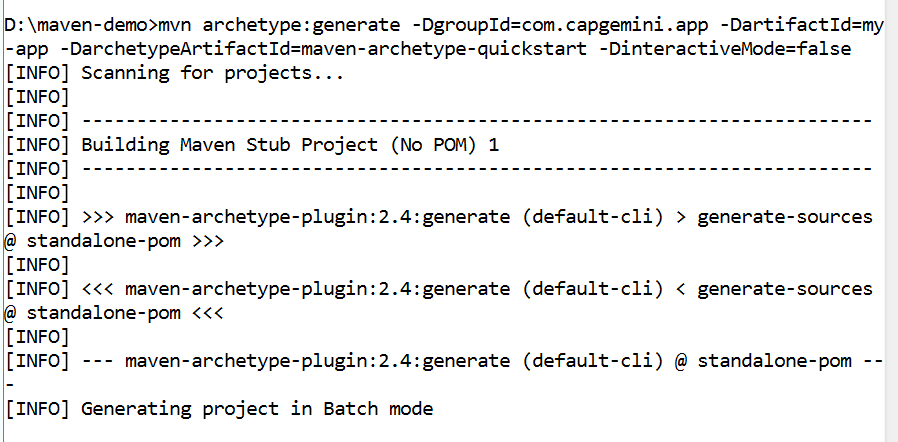 D:\maven-demo>mvn archetype:generate -DgroupId=com.capgemini.app -DartifactId=my
-app -DarchetypeArtifactId=maven-archetype-quickstart -DinteractiveMode=false
[INFO] Scanning for projects...
[INFO]
[INFO] ------------------------------------------------------------------------
[INFO] Building Maven Stub Project (No POM) 1
[INFO] ------------------------------------------------------------------------
[INFO]
[INFO] >>> maven-archetype-plugin:2.4:generate (default-cli) > generate-sources
@ standalone-pom >>>
[INFO]
[INFO] <<< maven-archetype-plugin:2.4:generate (default-cli) < generate-sources
@ standalone-pom <<<
[INFO]
[INFO] --- maven-archetype-plugin:2.4:generate (default-cli) @ standalone-pom --
-
[INFO] Generating project in Batch mode